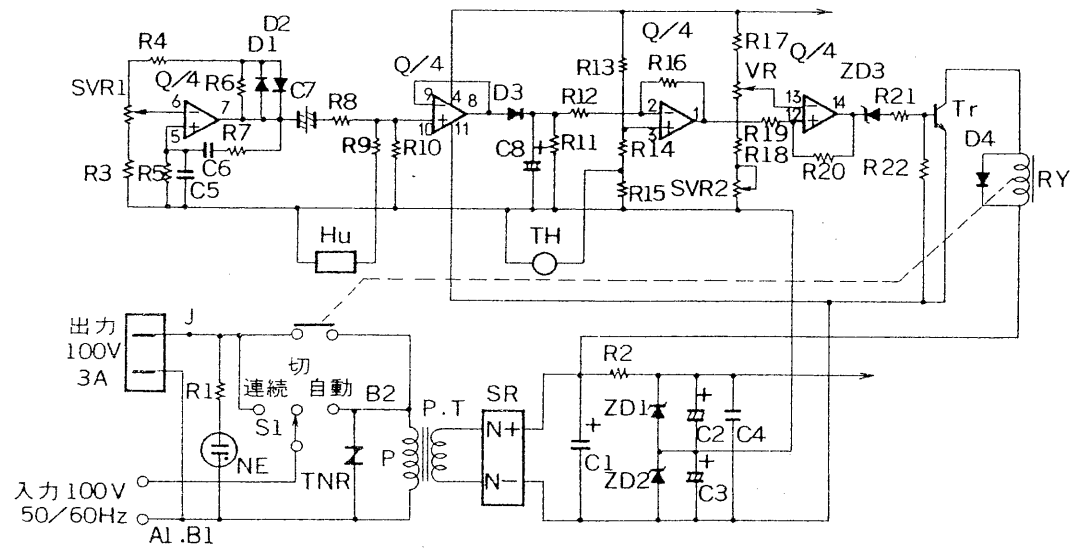 D2
R4
D1
Q/4
R17
Q/4
SVR1
Q/4
R6
C7
Q/4
R13
R16
VR
ZD3
6
7
R8
9
4
8
D3
R12
2
1
13
14
R21
Tr
5
R7
10
11
3
12
R19
D4
R3
R5
C6
C5
R9
R10
C8
+
R11
R14
R18
R20
R22
RY
R15
SVR2
Hu
TH
出力
100V
3A
J
切
連続 自動
R1
S1
B2
P.T
SR
R2
NE
TNR
P
N+
N-
+
C1
ZD1
ZD2
+
C2
C4
+
C3
入力100V
50/60Hz
A1.B1